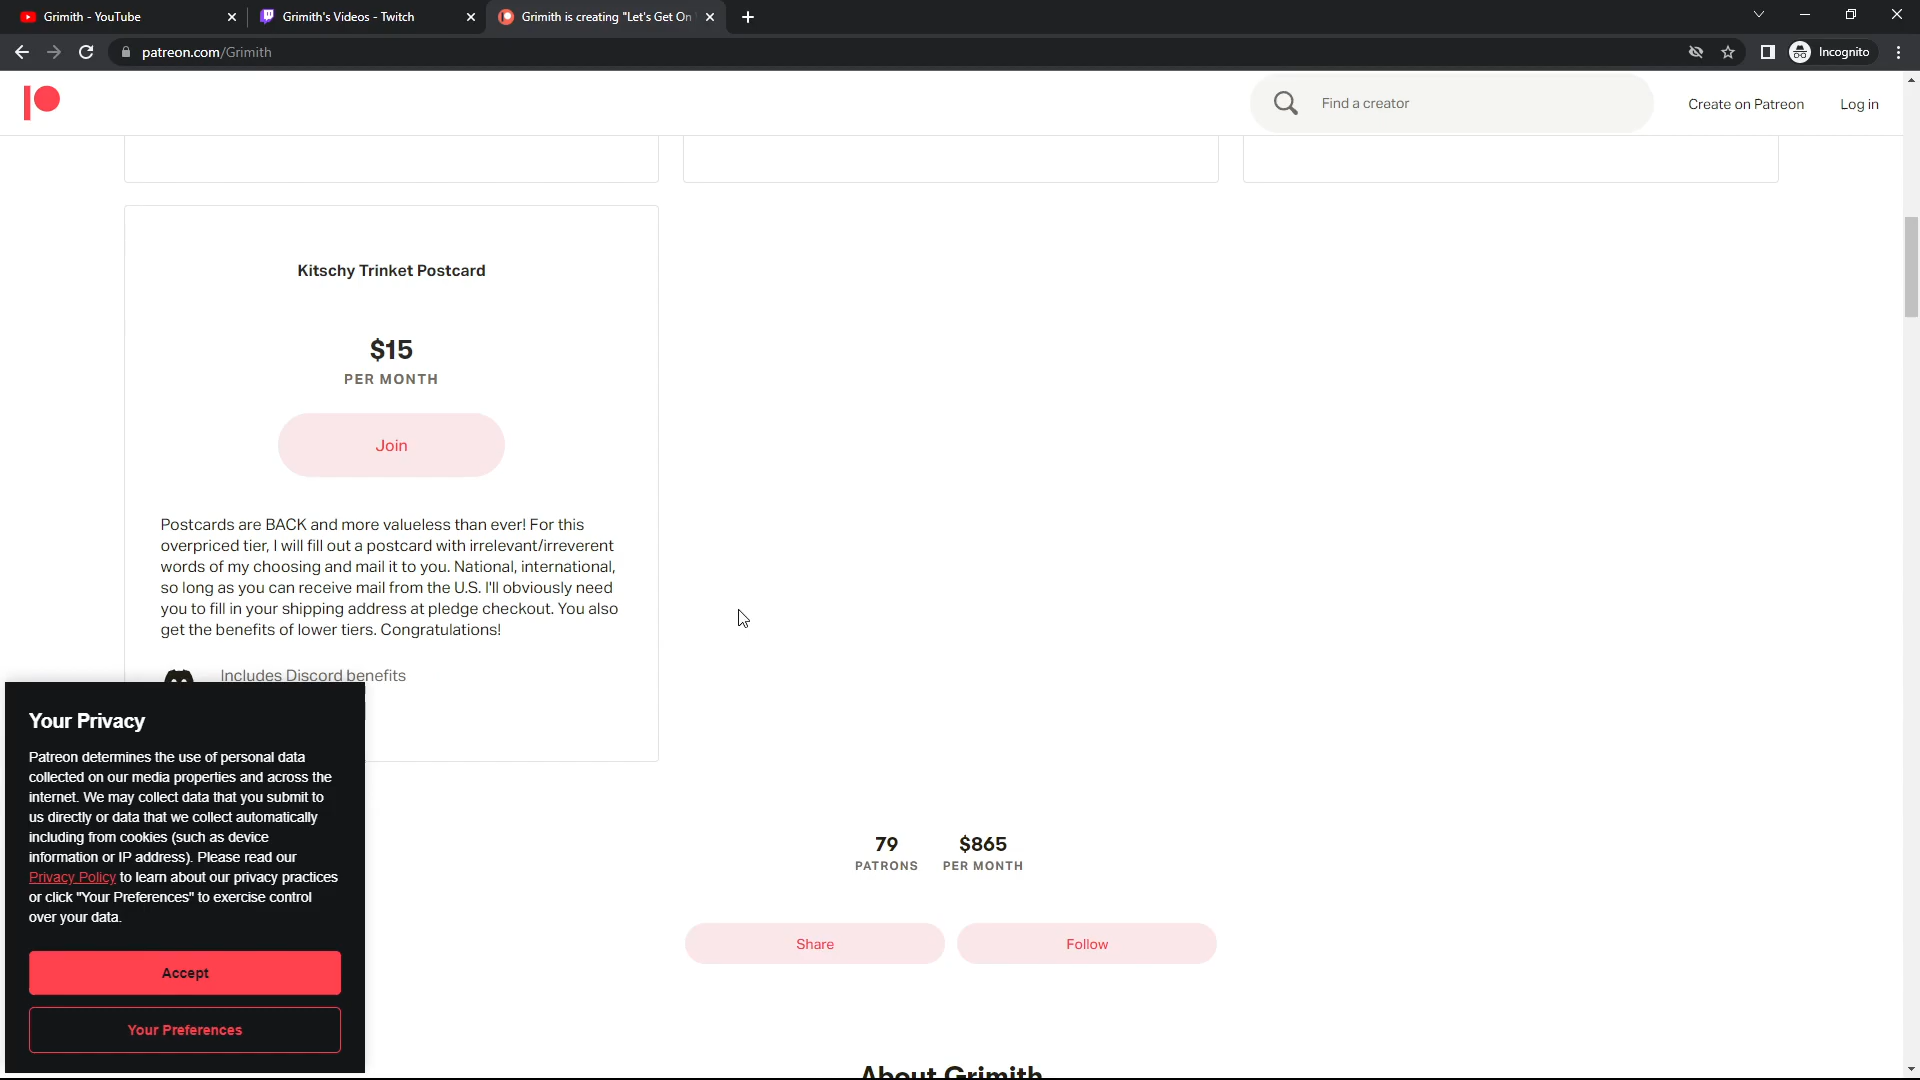 Grimith - YouTube
Grimith's Videos - Twitch
Grimith is creating "Let's Get On
patreon.com/Grimith
Incognito
Find a creator
Create on Patreon
Log in
Kitschy Trinket Postcard
$15
PER MONTH
Join
Postcards are BACK and more valueless than ever! For this
overpriced tier, I will fill out a postcard with irrelevant/irreverent
words of my choosing and mail it to you. National, international,
so long as you can receive mail from the U.S. I'll obviously need
you to fill in your shipping address at pledge checkout. You also
get the benefits of lower tiers. Congratulations!
Includes Discord benefits
Your Privacy
Patreon determines the use of personal data
collected on our media properties and across the
internet. We may collect data that you submit to
us directly or data that we collect automatically
including from cookies (such as device
information or IP address). Please read our
Privacy Policy to learn about our privacy practices
or click "Your Preferences" to exercise control
over your data.
Accept
Your Preferences
79
PATRONS
$865
PER MONTH
Share
Follow
About Grimith